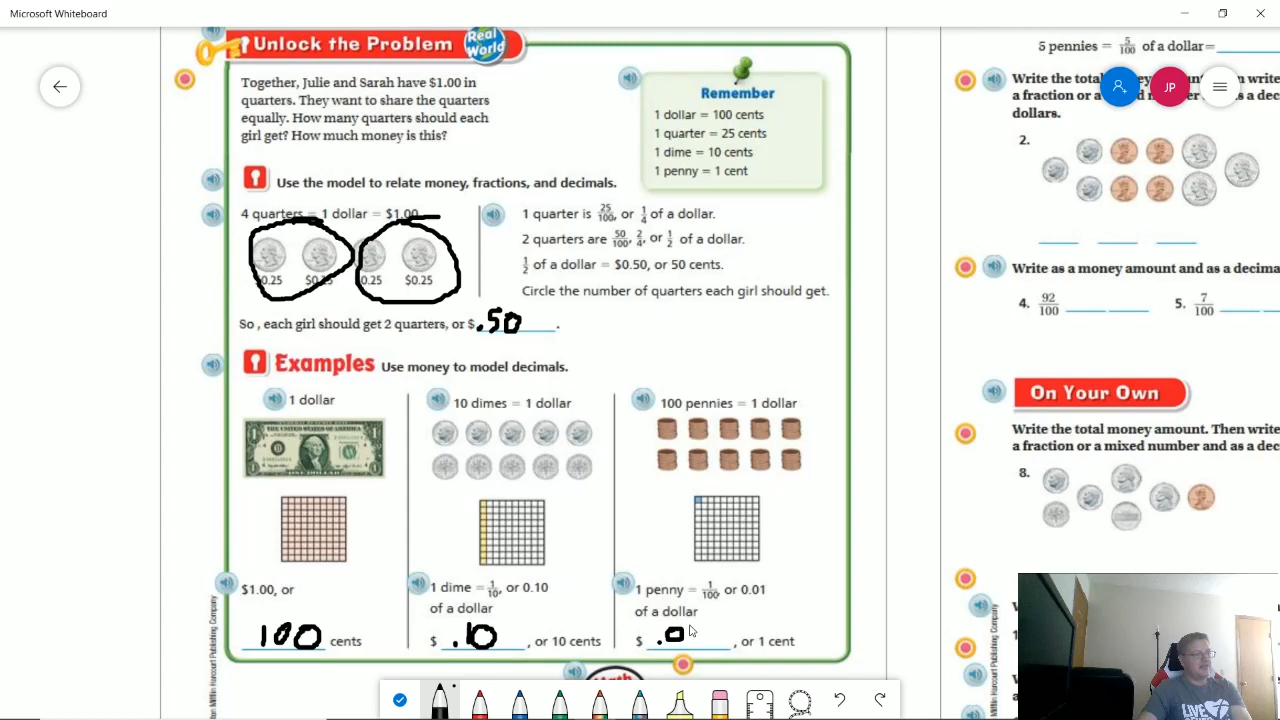 Microsoft Whiteboard
Unlock the Problem Real World
Together, Julie and Sarah have $1.00 in
quarters. They want to share the quarters
equally. How many quarters should each
girl get? How much money is this?
Remember
1 dollar = 100 cents
1 quarter = 25 cents
1 dime = 10 cents
1 penny = 1 cent
Use the model to relate money, fractions, and decimals.
4 quarters = 1 dollar = $1.00
$0.25 $0.25 $0.25 $0.25
1 quarter is 25/100, or 1/4 of a dollar.
2 quarters are 50/100, 2/4, or 1/2 of a dollar.
1/2 of a dollar = $0.50, or 50 cents.
Circle the number of quarters each girl should get.
So , each girl should get 2 quarters, or $ .50 .
Examples Use money to model decimals.
1 dollar
$1.00, or
100 cents
10 dimes = 1 dollar
1 dime = 1/10, or 0.10
of a dollar
$ .10 , or 10 cents
100 pennies = 1 dollar
1 penny = 1/100, or 0.01
of a dollar
$ .0 , or 1 cent
Math
5 pennies = 5/100 of a dollar=
JP
Write the total
a fraction or a
dollars.
2.
Write as a money amount and as a
4. 92/100 5. 7/100
On Your Own
Write the total money amount. Then write
a fraction or a mixed number and as a
8.
Mifflin Harcourt Publishing Company
Mifflin Harcourt Publishing Company